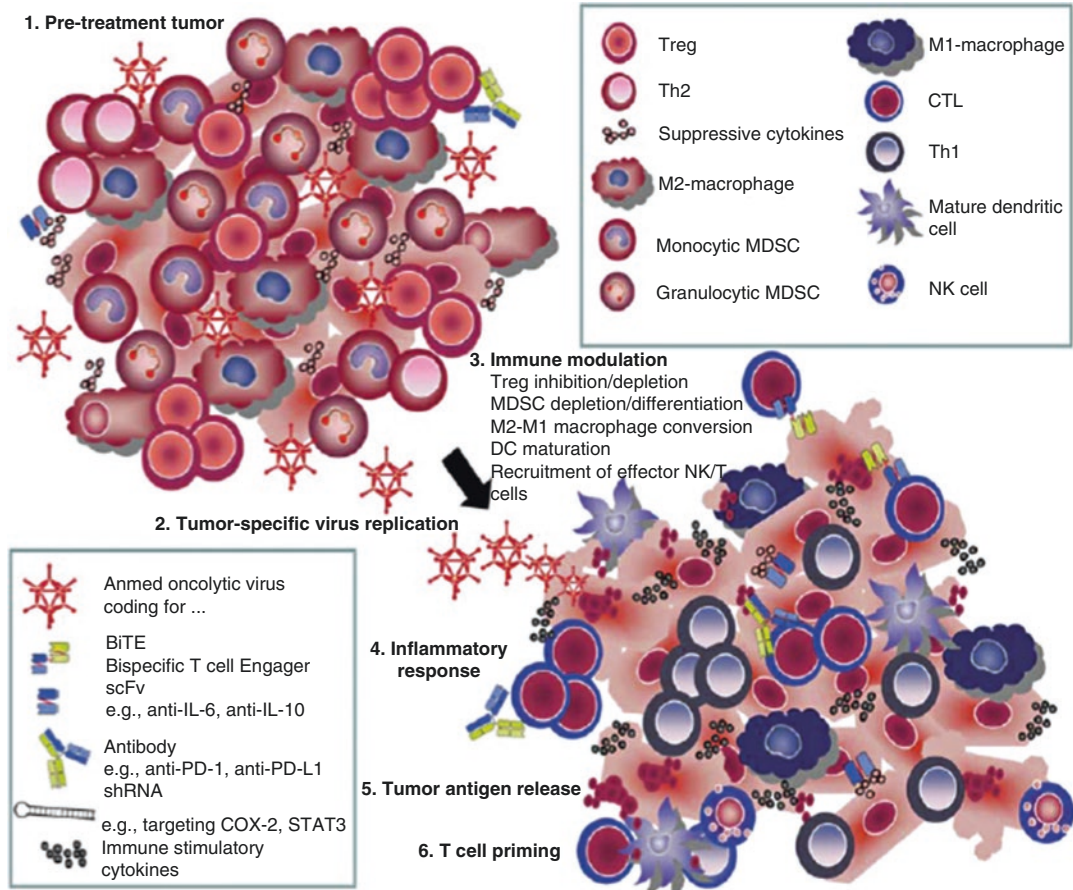 1. Pre-treatment tumor
Treg
Th2
Suppressive cytokines
M2-macrophage
Monocytic MDSC
Granulocytic MDSC
M1-macrophage
CTL
Th1
Mature dendritic
cell
NK cell
3. Immune modulation
Treg inhibition/depletion
MDSC depletion/differentiation
M2-M1 macrophage conversion
DC maturation
Recruitment of effector NK/T
cells
2. Tumor-specific virus replication
Anmed oncolytic virus
coding for ...
BiTE
Bispecific T cell Engager
scFv
e.g., anti-IL-6, anti-IL-10
Antibody
e.g., anti-PD-1, anti-PD-L1
shRNA
e.g., targeting COX-2, STAT3
Immune stimulatory
cytokines
4. Inflammatory
response
5. Tumor antigen release
6. T cell priming